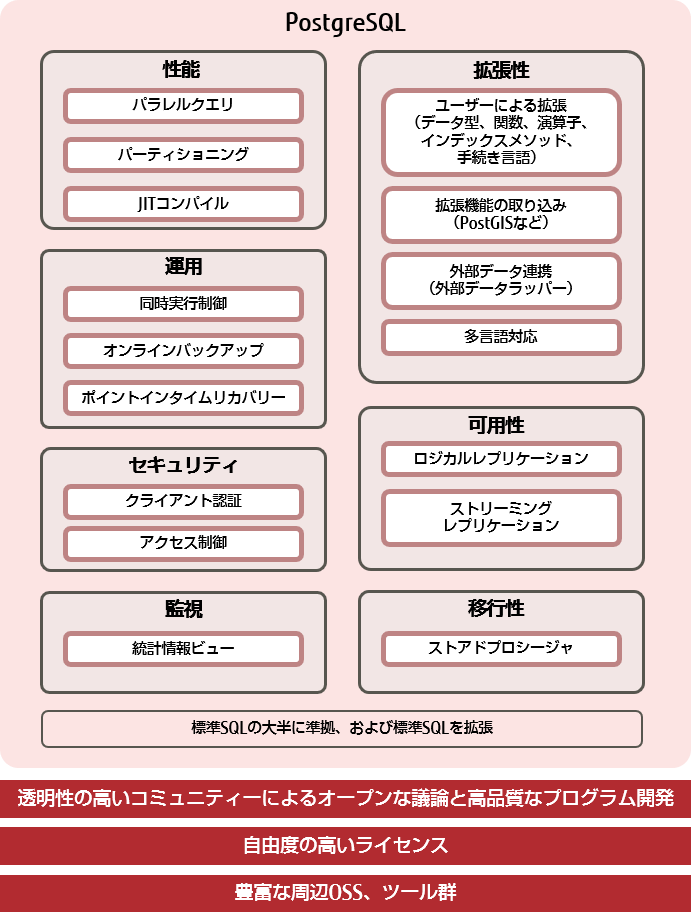 PostgreSQL
性能
パラレルクエリ
パーティショニング
JITコンパイル
運用
同時実行制御
オンラインバックアップ
ポイントインタイムリカバリー
セキュリティ
クライアント認証
アクセス制御
監視
統計情報ビュー
拡張性
ユーザーによる拡張
（データ型、関数、演算子、
インデックスメソッド、
手続き言語）
拡張機能の取り込み
（PostGISなど）
外部データ連携
（外部データラッパー）
多言語対応
可用性
ロジカルレプリケーション
ストリーミング
レプリケーション
移行性
ストアドプロシージャ
標準SQLの大半に準拠、および標準SQLを拡張
透明性の高いコミュニティーによるオープンな議論と高品質なプログラム開発
自由度の高いライセンス
豊富な周辺OSS、ツール群